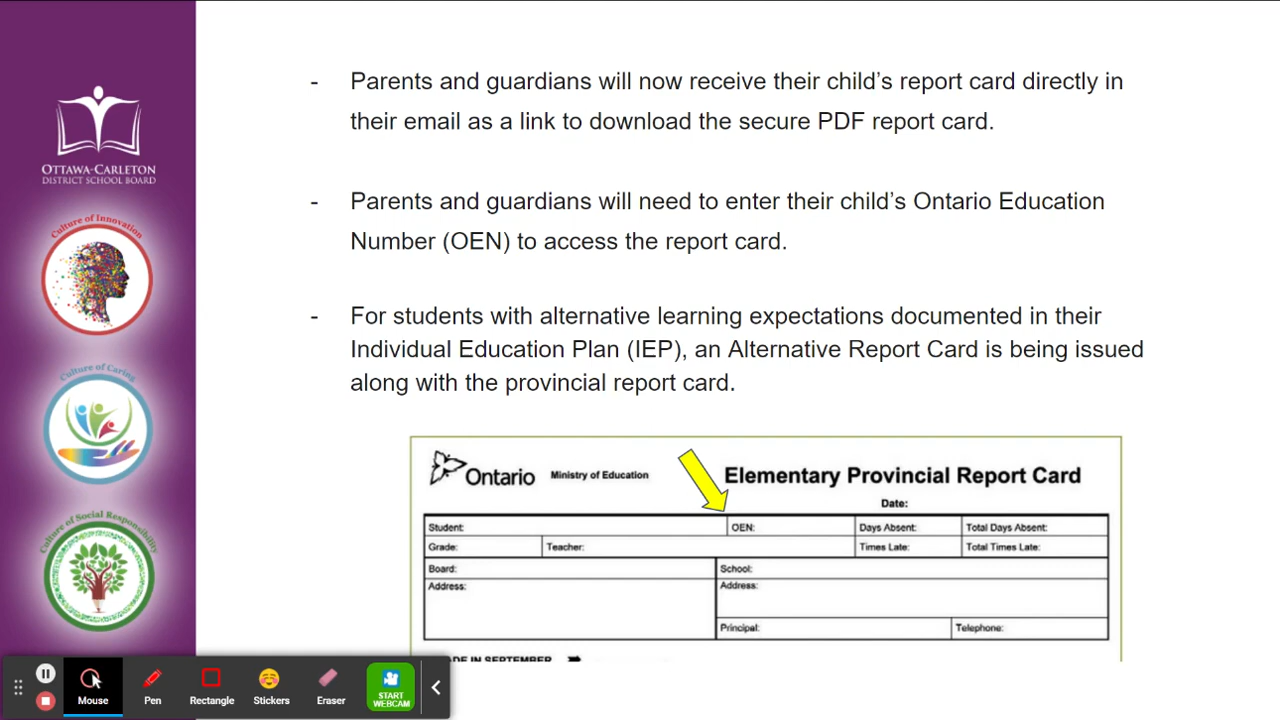 OTTAWA-CARLETON
DISTRICT SCHOOL BOARD
Culture of Innovation
Culture of Caring
Culture of Social Responsibility
- Parents and guardians will now receive their child’s report card directly in
their email as a link to download the secure PDF report card.
- Parents and guardians will need to enter their child’s Ontario Education
Number (OEN) to access the report card.
- For students with alternative learning expectations documented in their
Individual Education Plan (IEP), an Alternative Report Card is being issued
along with the provincial report card.
Ontario Ministry of Education Elementary Provincial Report Card
Date:
Student: OEN: Days Absent: Total Days Absent:
Grade: Teacher: Times Late: Total Times Late:
Board: School:
Address: Address:
Principal: Telephone:
IN SEPTEMBER
Mouse Pen Rectangle Stickers Eraser
START
WEBCAM